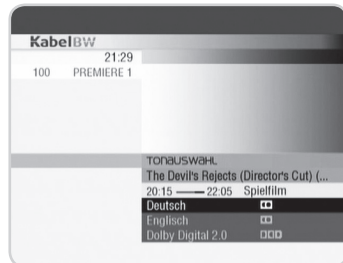 KabelBW
21:29
100 PREMIERE 1
TONAUSWAHL
The Devil's Rejects (Director's Cut) (...
20:15 22:05 Spielfilm
Deutsch
Englisch
Dolby Digital 2.0